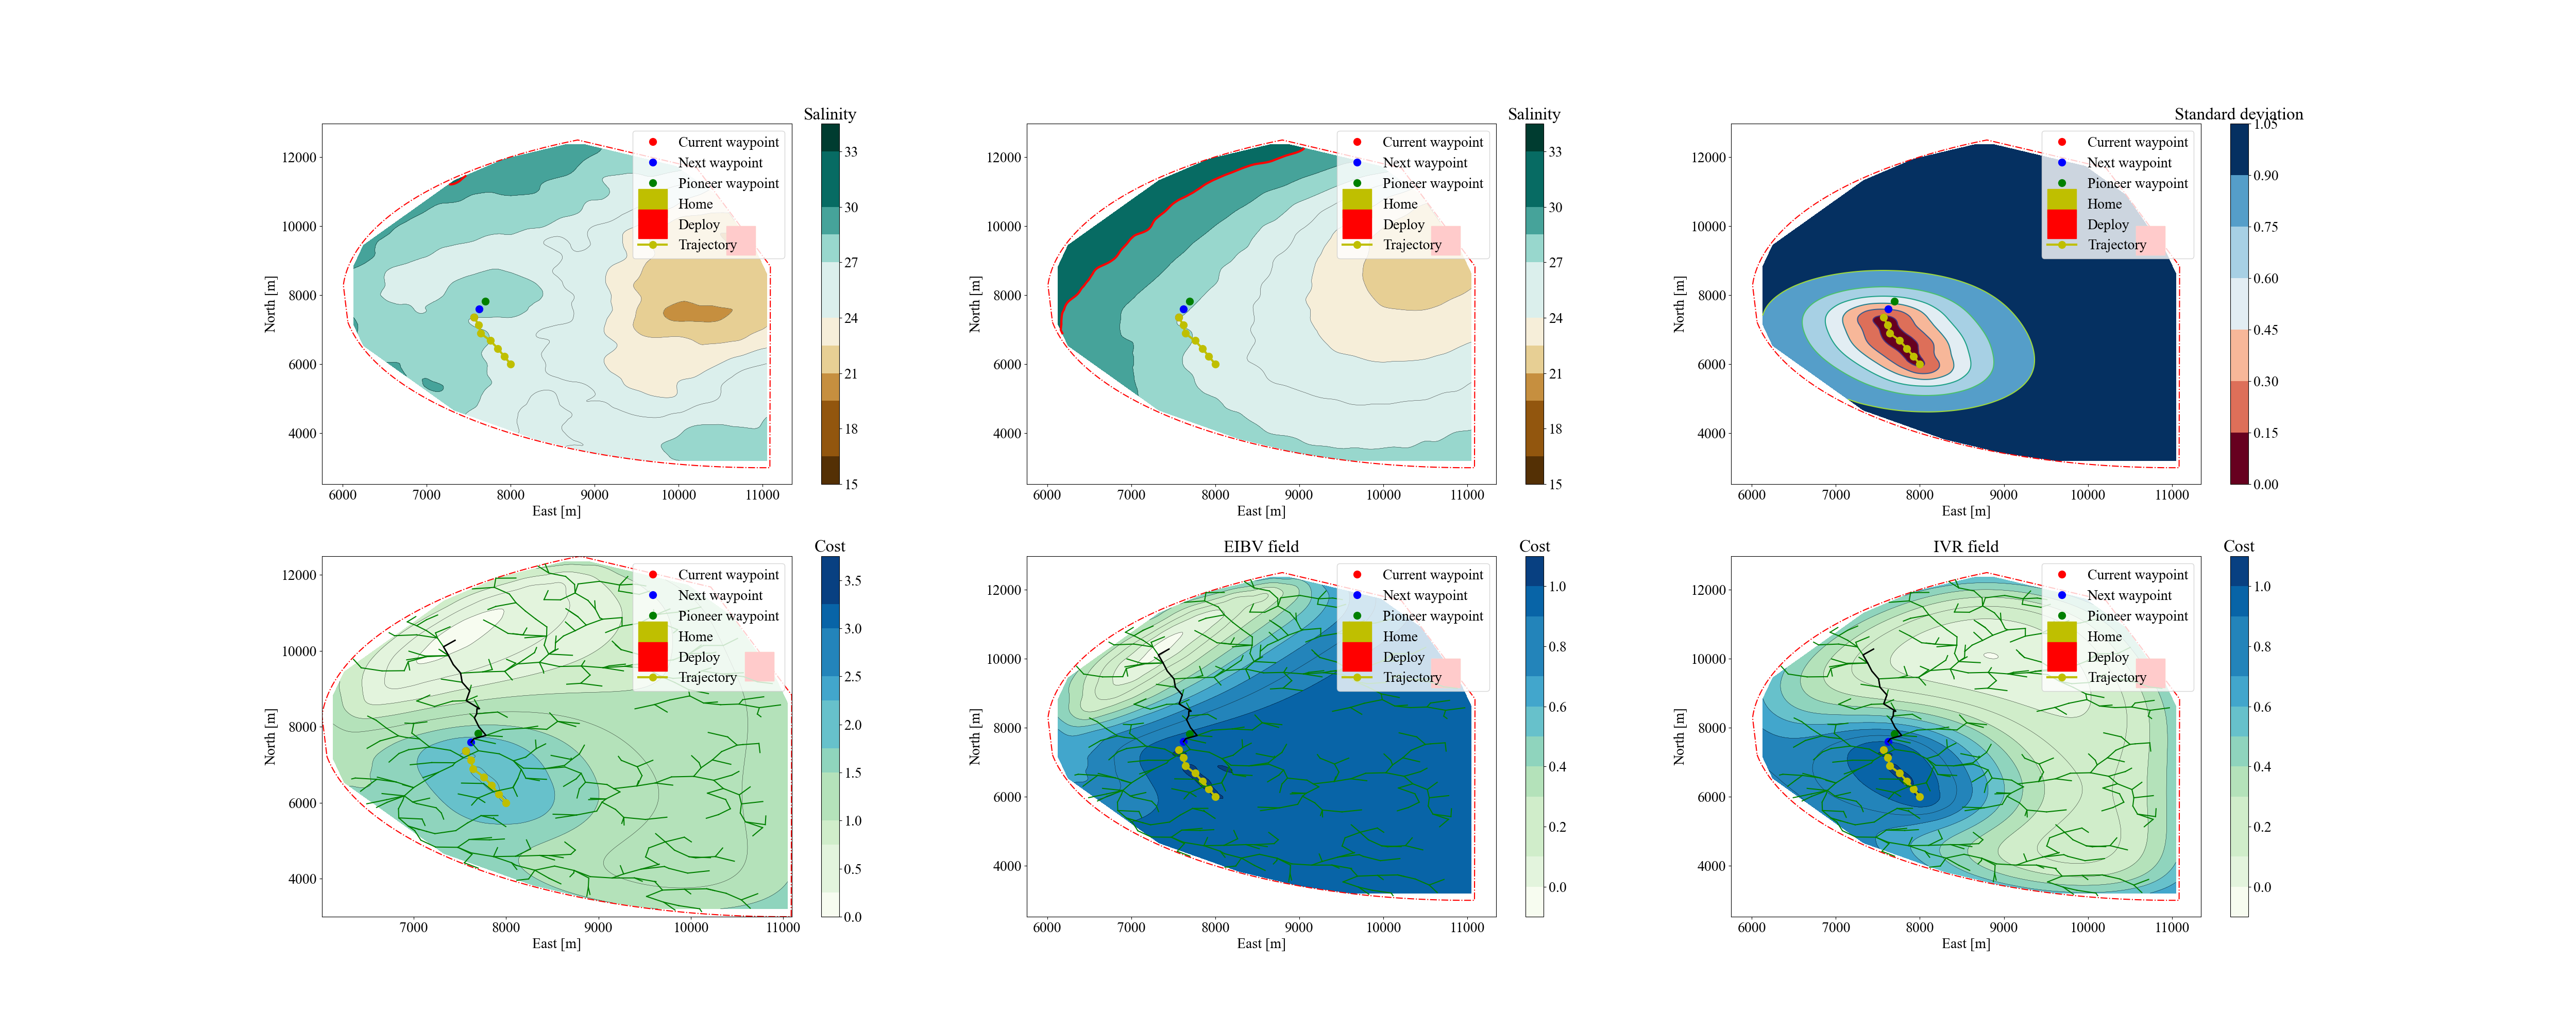 Salinity
Current waypoint
Next waypoint
Pioneer waypoint
Home
Deploy
Trajectory
12000
10000
8000
6000
4000
North [m]
6000 7000 8000 9000 10000 11000
East [m]
33
30
27
24
21
18
15
Salinity
Current waypoint
Next waypoint
Pioneer waypoint
Home
Deploy
Trajectory
12000
10000
8000
6000
4000
North [m]
6000 7000 8000 9000 10000 11000
East [m]
33
30
27
24
21
18
15
Standard deviation
Current waypoint
Next waypoint
Pioneer waypoint
Home
Deploy
Trajectory
12000
10000
8000
6000
4000
North [m]
6000 7000 8000 9000 10000 11000
East [m]
1.05
0.90
0.75
0.60
0.45
0.30
0.15
0.00
Cost
Current waypoint
Next waypoint
Pioneer waypoint
Home
Deploy
Trajectory
12000
10000
8000
6000
4000
North [m]
7000 8000 9000 10000 11000
East [m]
3.5
3.0
2.5
2.0
1.5
1.0
0.5
0.0
EIBV field
Cost
Current waypoint
Next waypoint
Pioneer waypoint
Home
Deploy
Trajectory
12000
10000
8000
6000
4000
North [m]
6000 7000 8000 9000 10000 11000
East [m]
1.0
0.8
0.6
0.4
0.2
0.0
IVR field
Cost
Current waypoint
Next waypoint
Pioneer waypoint
Home
Deploy
Trajectory
12000
10000
8000
6000
4000
North [m]
6000 7000 8000 9000 10000 11000
East [m]
1.0
0.8
0.6
0.4
0.2
0.0